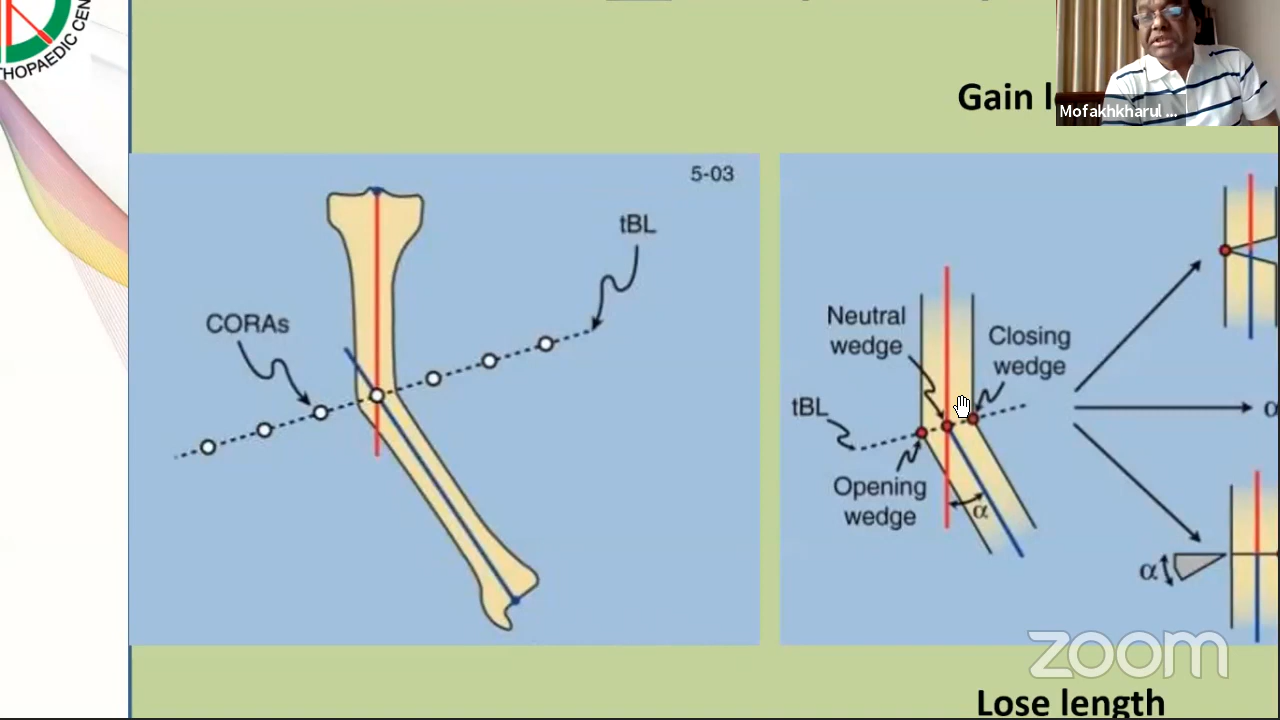 THOPAEDIC CEN
Gain l
Mofakhkharul ...
5-03
tBL
CORAs
Neutral
wedge
Closing
wedge
tBL
Opening
wedge
α
α
α
zoom
Lose length